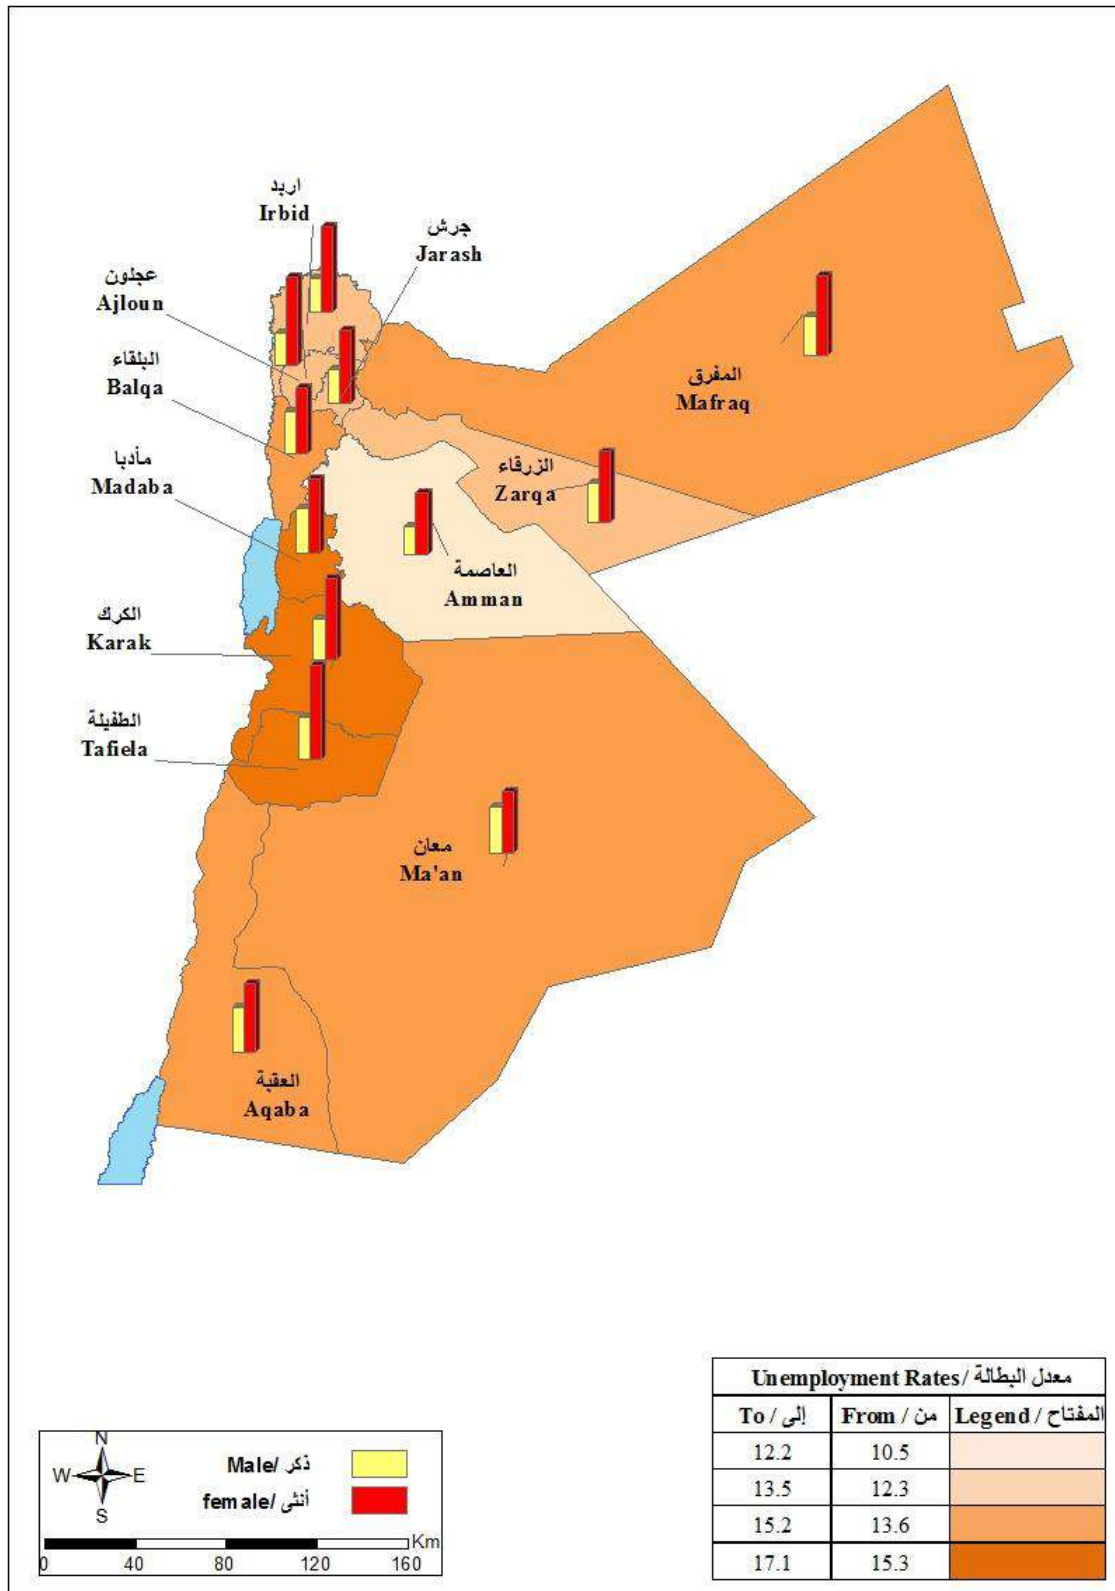 اربد
Irbid
جرش
Jarash
عجلون
Ajloun
البلقاء
Balqa
المفرق
Mafraq
مأدبا
Madaba
الزرقاء
Zarqa
العاصمة
Amman
الكرك
Karak
الطفيلة
Tafiela
معان
Ma'an
العقبة
Aqaba
Unemployment Rates / معدل البطالة
To / إلى From / من Legend / المفتاح
12.2 10.5
13.5 12.3
15.2 13.6
17.1 15.3
N
W E
S
Male/ ذكر
female/ أنثى
Km
0 40 80 120 160